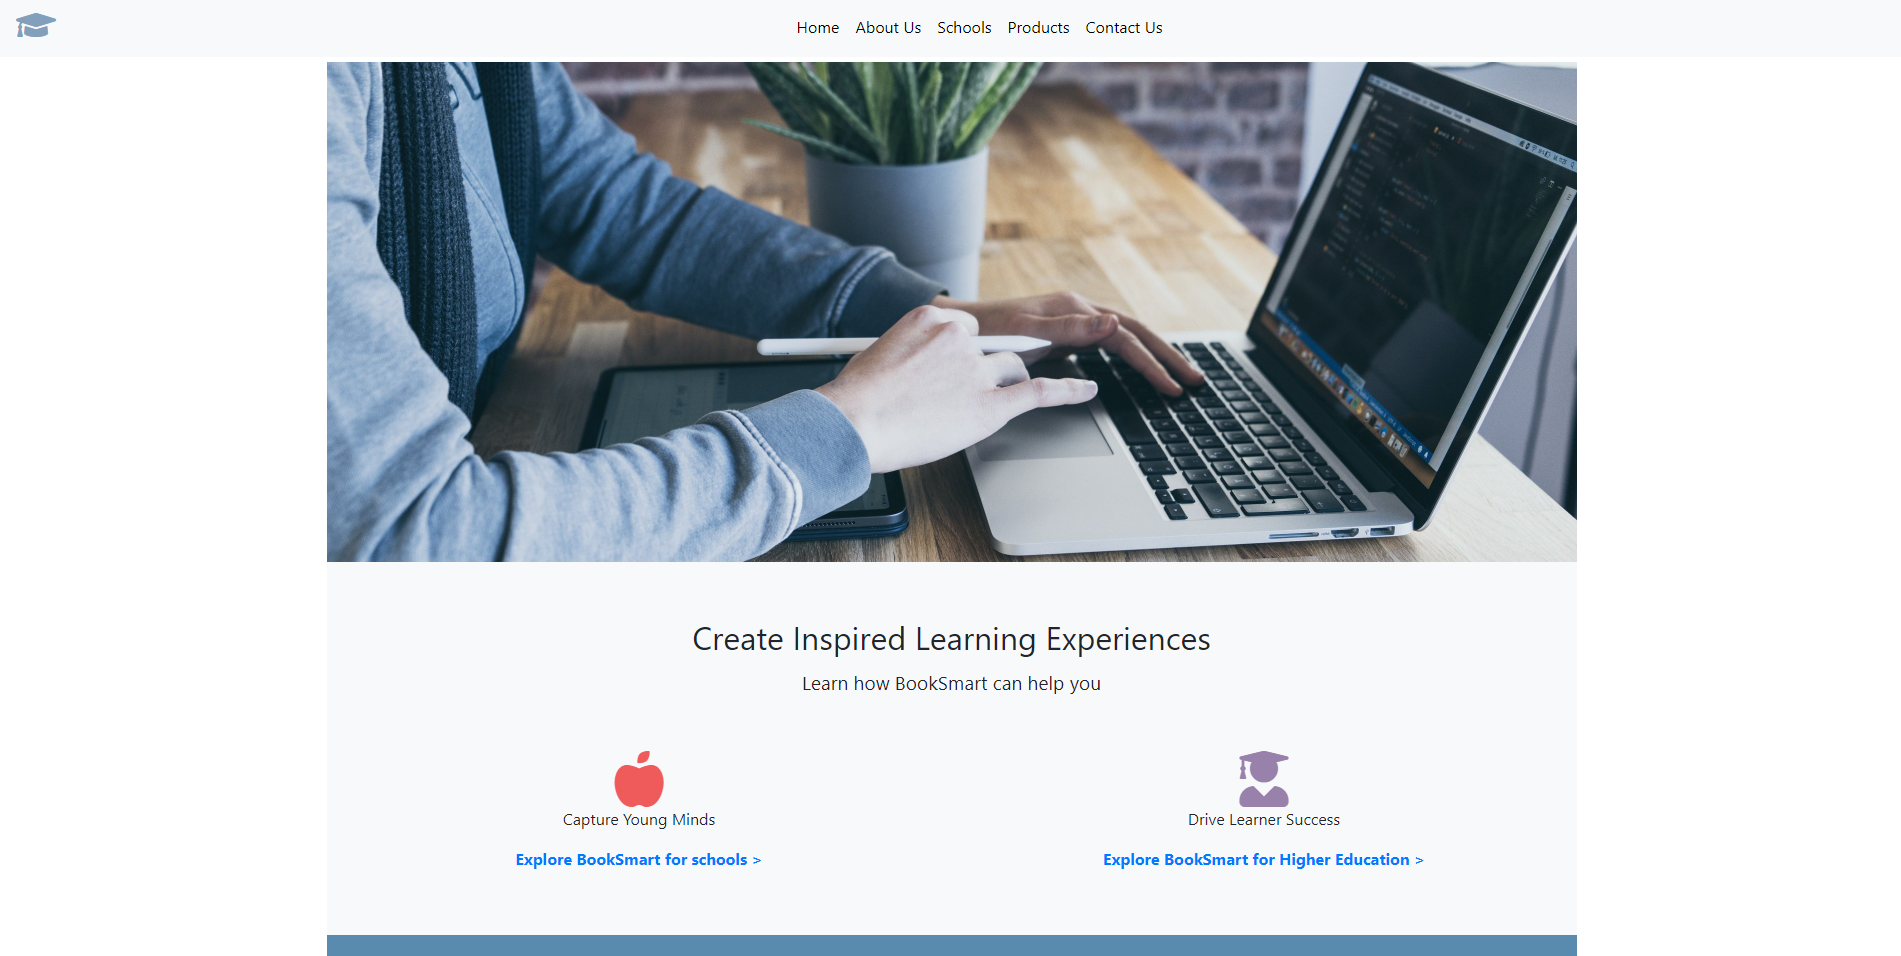 Home About Us Schools Products Contact Us
Create Inspired Learning Experiences
Learn how BookSmart can help you
Capture Young Minds
Explore BookSmart for schools >
Drive Learner Success
Explore BookSmart for Higher Education >